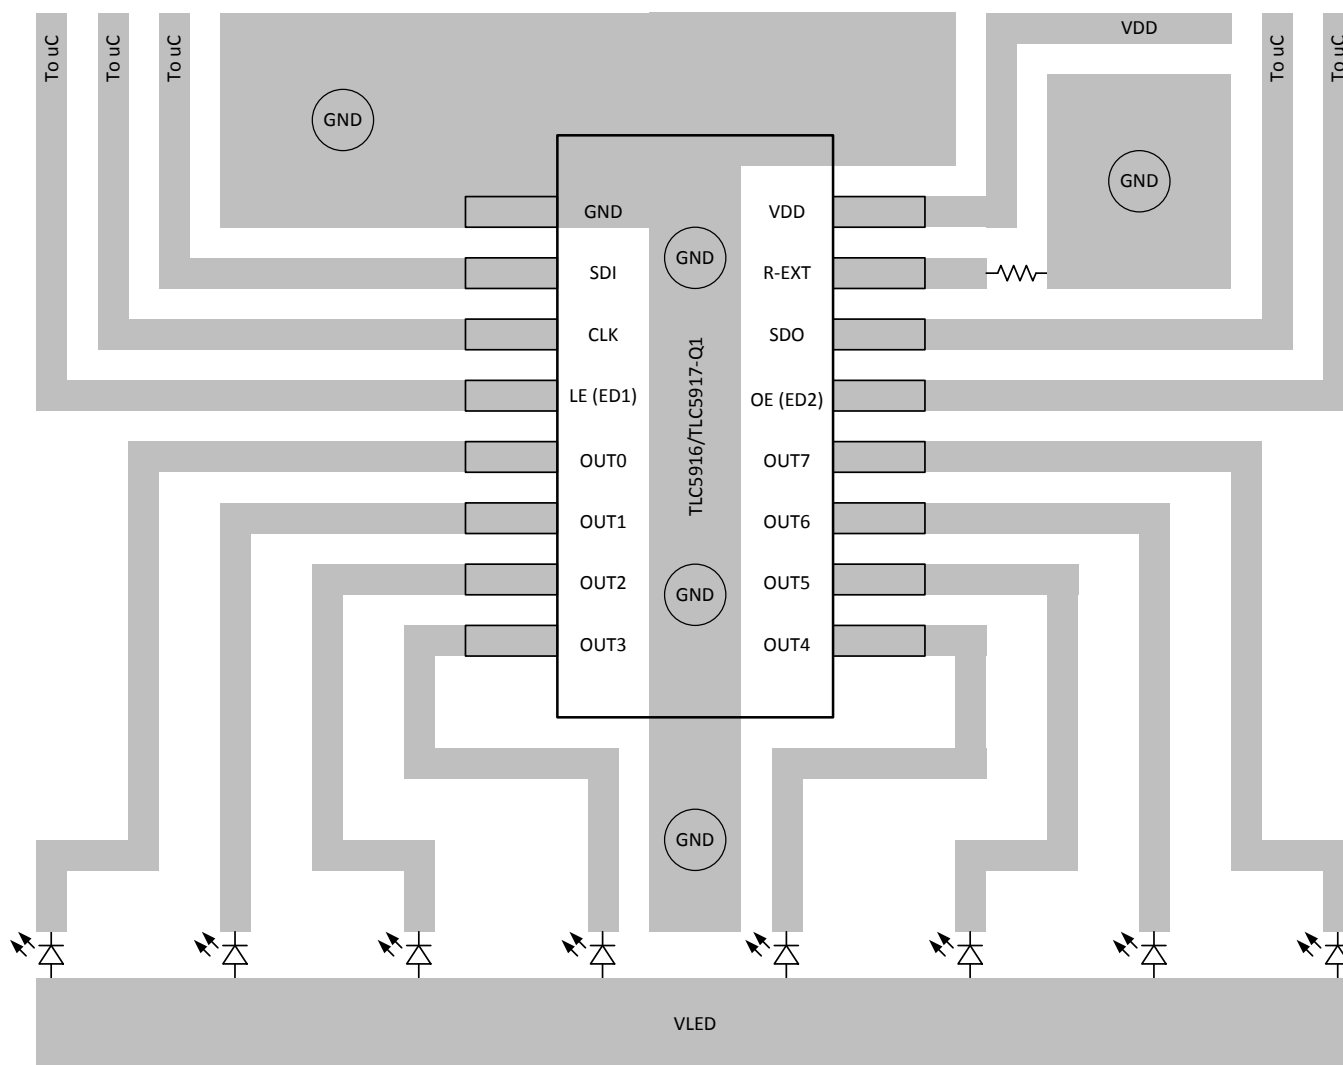 To uC
To uC
To uC
VDD
To uC
To uC
GND
GND
GND
VDD
GND
SDI
R-EXT
CLK
SDO
TLC5916/TLC5917-Q1
LE (ED1)
OE (ED2)
OUT0
OUT7
OUT1
OUT6
OUT2
OUT5
GND
OUT3
OUT4
GND
VLED